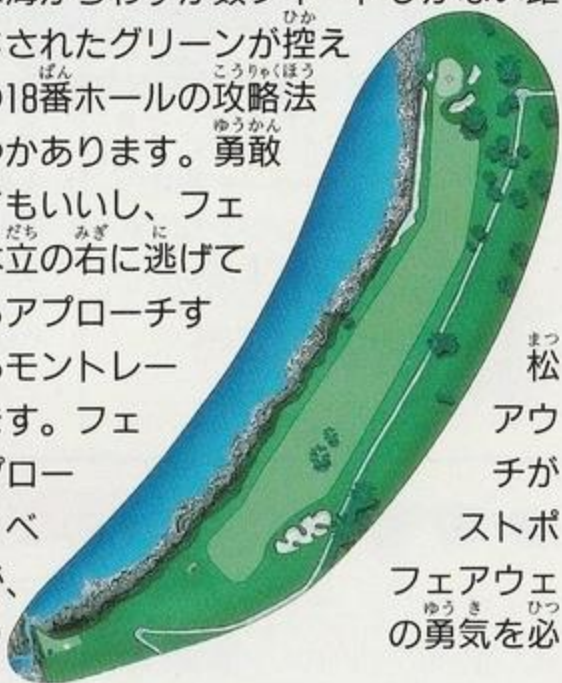 されたグリーンが控え
18番ホールの攻略法
かあります。勇敢
もいいし、フェ
立の右に逃げて
アプローチす
モントレー
す。フェ
プロー
ベ
、
松
アウ
チが
ストポ
フェアウェ
の勇気を必